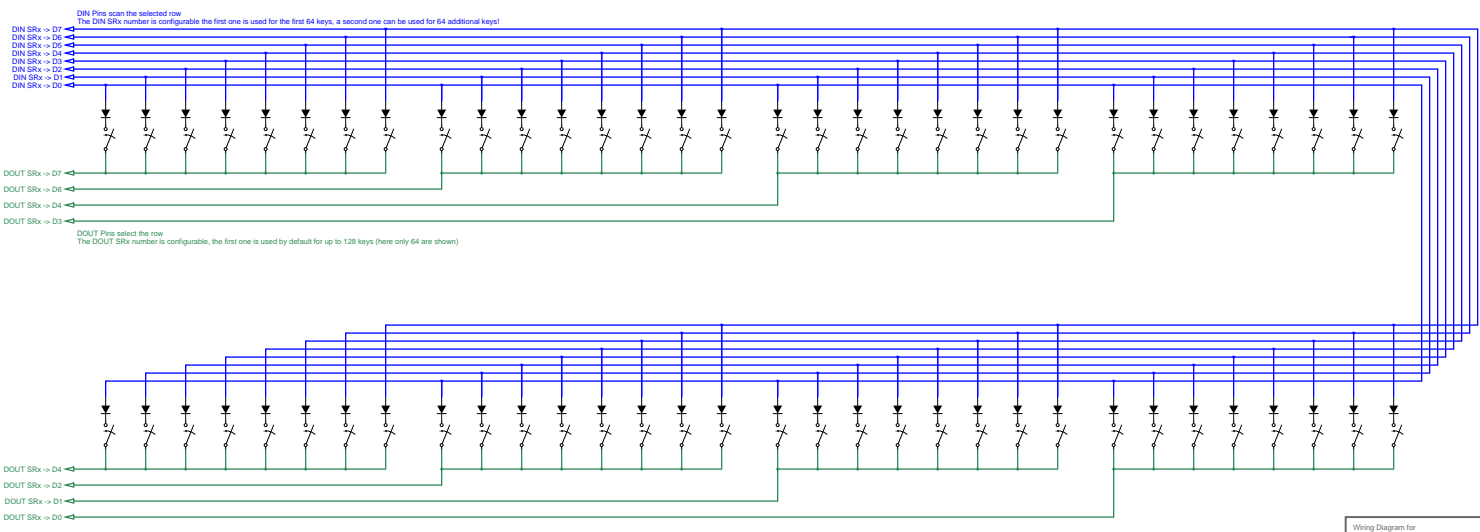 DIN Pins scan the selected row
The DIN SRx number is configurable the first one is used for the first 64 keys, a second one can be used for 64 additional keys!
DIN SRx -> D7
DIN SRx -> D6
DIN SRx -> D5
DIN SRx -> D4
DIN SRx -> D3
DIN SRx -> D2
DIN SRx -> D1
DIN SRx -> D0
DOUT SRx -> D7
DOUT SRx -> D6
DOUT SRx -> D4
DOUT SRx -> D3
DOUT Pins select the row
The DOUT SRx number is configurable, the first one is used by default for up to 128 keys (here only 64 are shown)
DOUT SRx -> D4
DOUT SRx -> D2
DOUT SRx -> D1
DOUT SRx -> D0
Wiring Diagram for